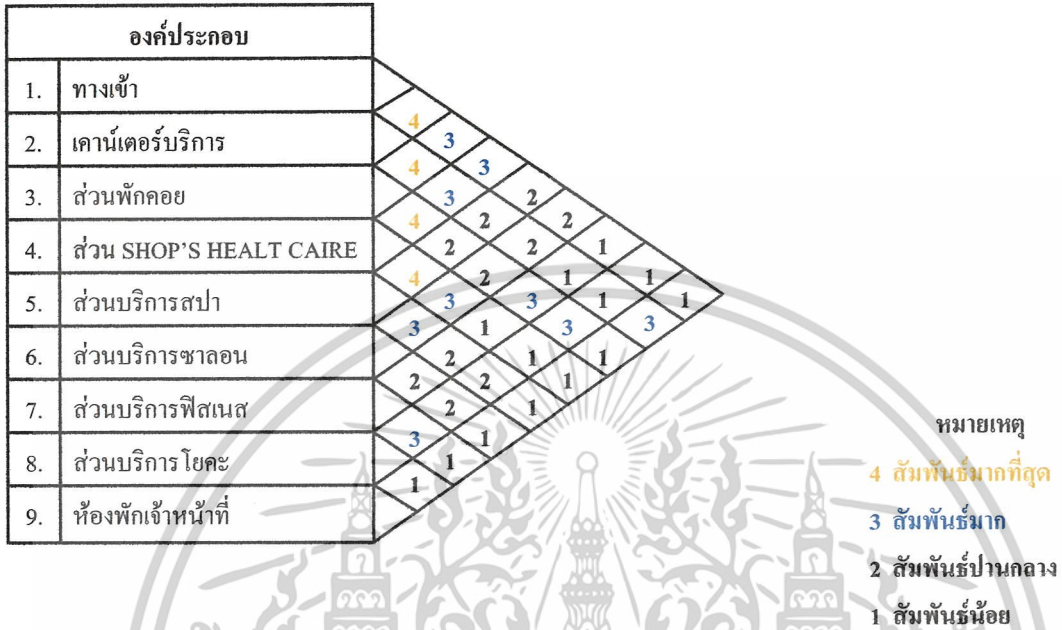 องค์ประกอบ
1. ทางเข้า
2. เคาน์เตอร์บริการ
3. ส่วนพักคอย
4. ส่วน SHOP'S HEALT CAIRE
5. ส่วนบริการสปา
6. ส่วนบริการซาลอน
7. ส่วนบริการฟิสเนส
8. ส่วนบริการโยคะ
9. ห้องพักเจ้าหน้าที่
4
3
4 3
3 2
4 2 2
2 2 1
4 2 1 1
3 3 1 1
3 1 3 3
2 1 1
2 2 1
2 1
3 1
1
1
หมายเหตุ
4 สัมพันธ์มากที่สุด
3 สัมพันธ์มาก
2 สัมพันธ์ปานกลาง
1 สัมพันธ์น้อย